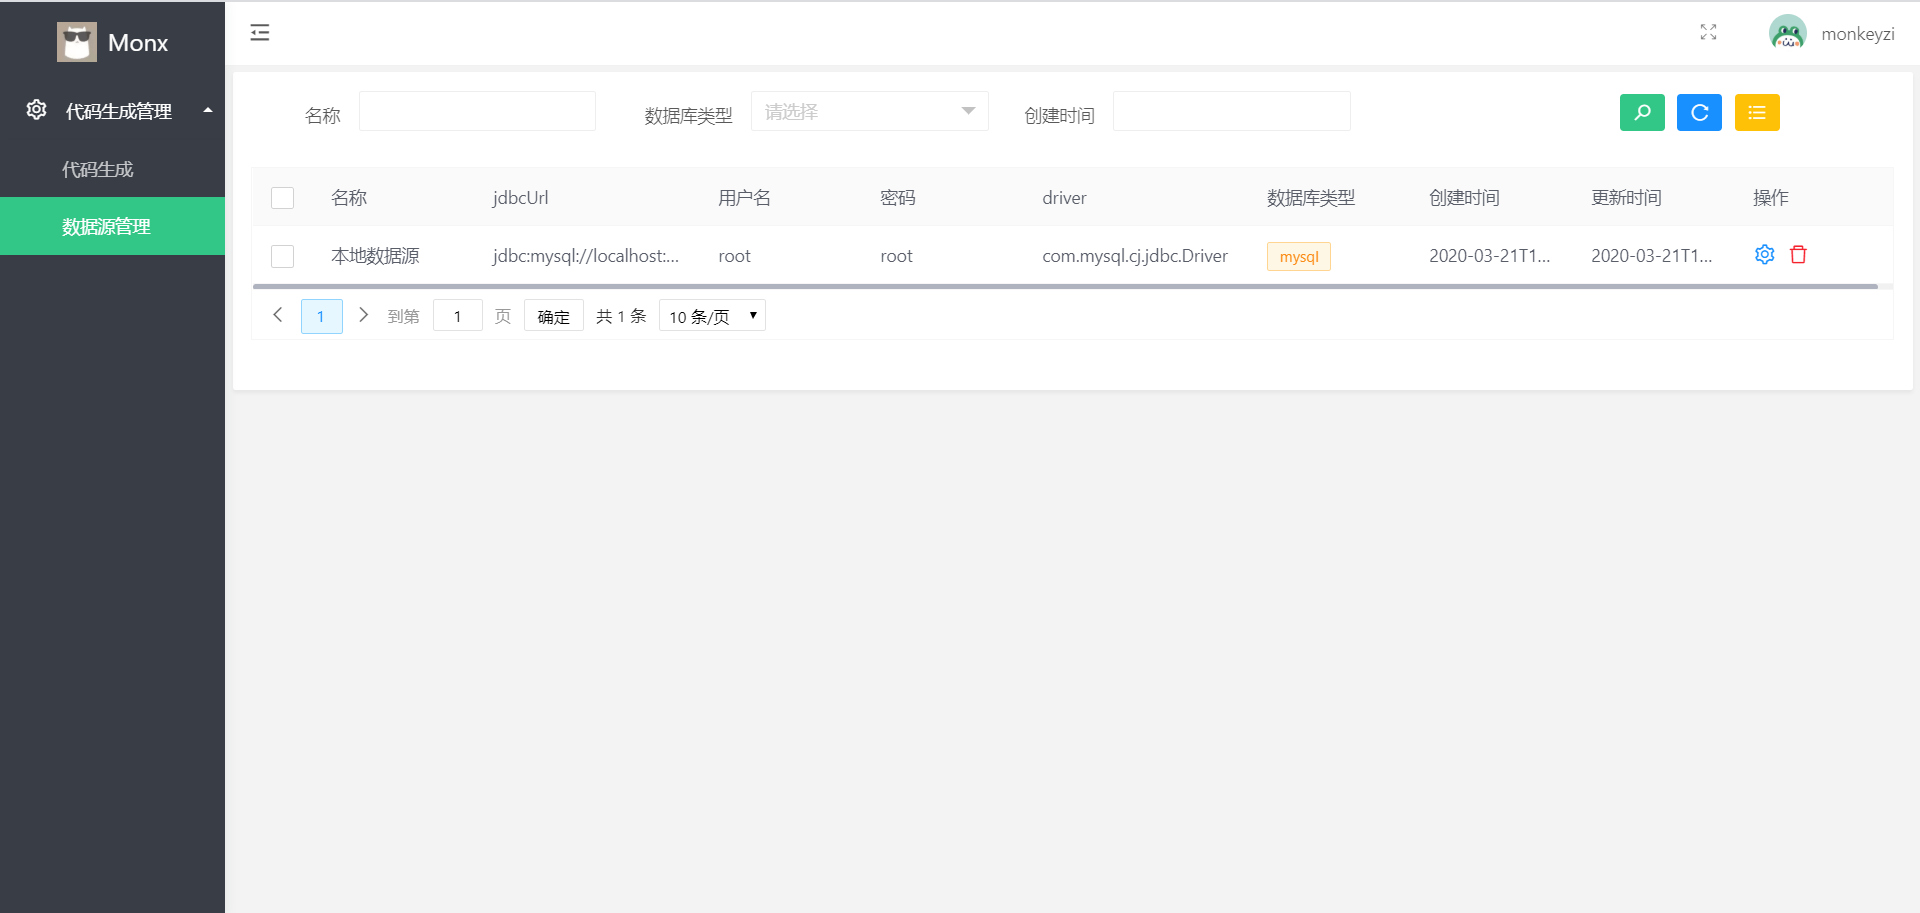 Monx
monkeyzi
代码生成管理
代码生成
数据源管理
名称 数据库类型 请选择 创建时间
名称 jdbcUrl 用户名 密码 driver 数据库类型 创建时间 更新时间 操作
本地数据源 jdbc:mysql://localhost:... root root com.mysql.cj.jdbc.Driver mysql 2020-03-21T1... 2020-03-21T1...
1 到第 1 页 确定 共 1 条 10 条/页